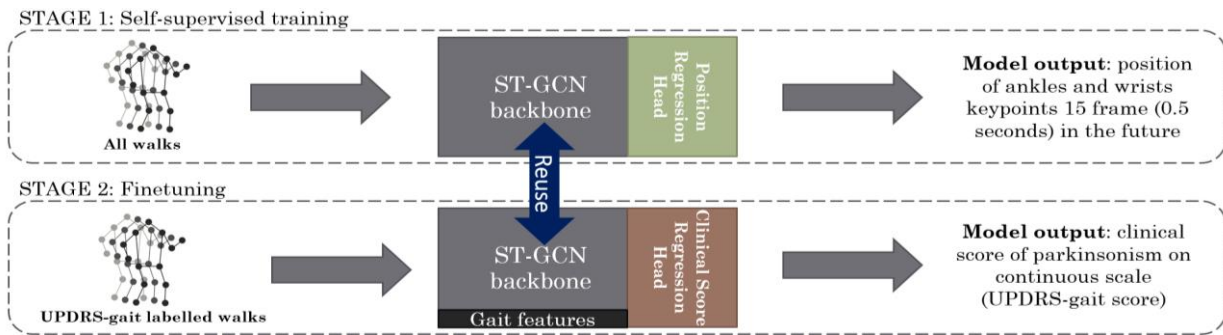 STAGE 1: Self-supervised training
All walks
ST-GCN
backbone
Position
Regression
Head
Model output: position
of ankles and wrists
keypoints 15 frame (0.5
seconds) in the future
Reuse
STAGE 2: Finetuning
UPDRS-gait labelled walks
ST-GCN
backbone
Gait features
Clinical Score
Regression
Head
Model output: clinical
score of parkinsonism on
continuous scale
(UPDRS-gait score)